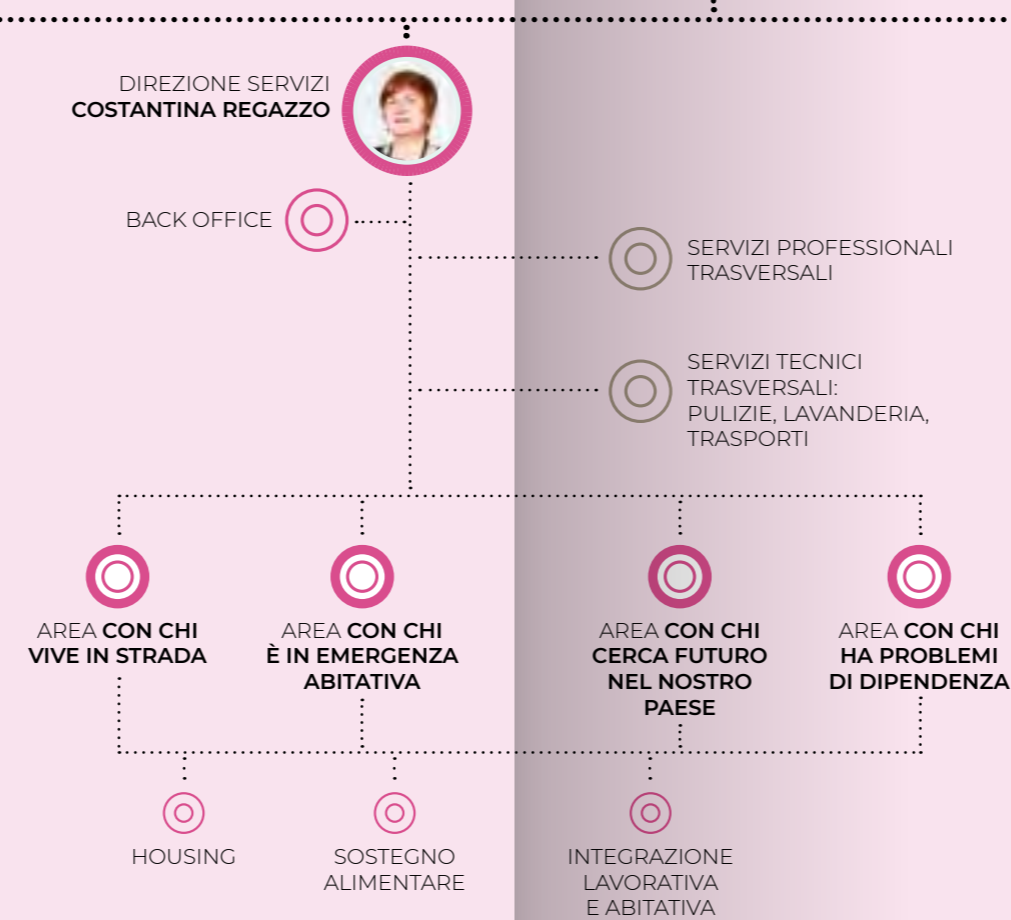 DIREZIONE SERVIZI
COSTANTINA REGAZZO
BACK OFFICE
SERVIZI PROFESSIONALI
TRASVERSALI
SERVIZI TECNICI
TRASVERSALI:
PULIZIE, LAVANDERIA,
TRASPORTI
AREA CON CHI
VIVE IN STRADA
AREA CON CHI
È IN EMERGENZA
ABITATIVA
AREA CON CHI
CERCA FUTURO
NEL NOSTRO
PAESE
AREA CON CHI
HA PROBLEMI
DI DIPENDENZA
HOUSING
SOSTEGNO
ALIMENTARE
INTEGRAZIONE
LAVORATIVA
E ABITATIVA